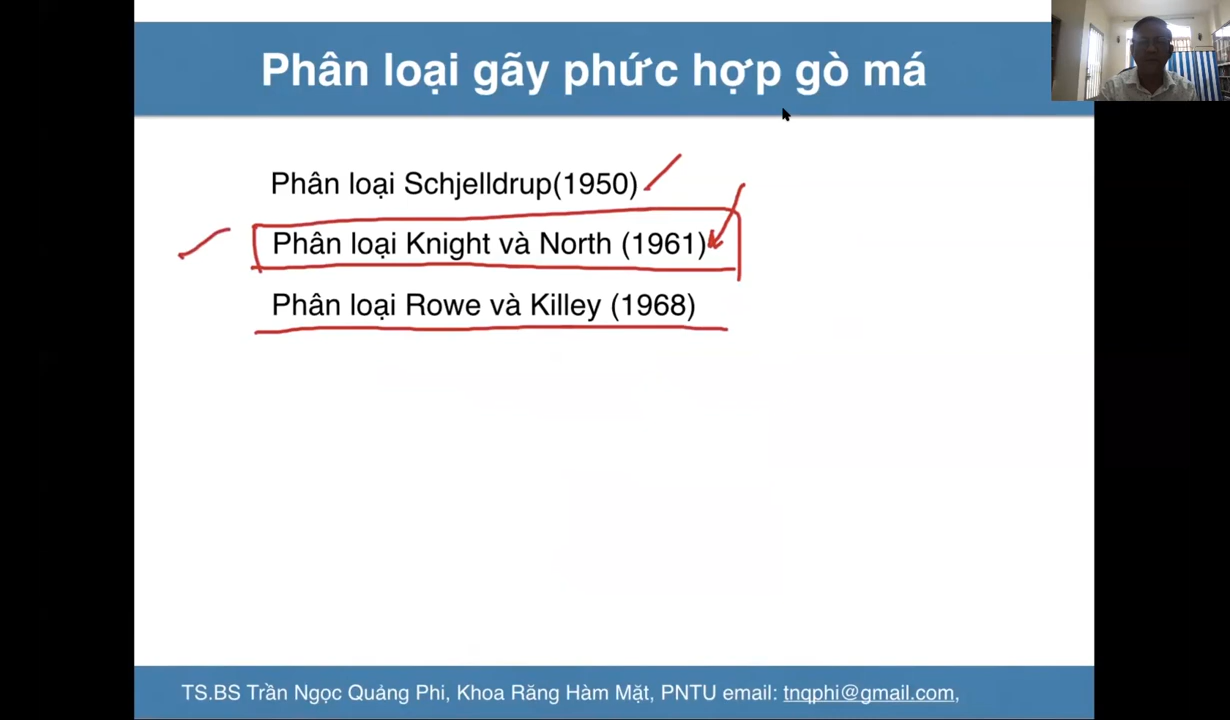 Phân loại gãy phức hợp gò má
Phân loại Schjelldrup(1950)
Phân loại Knight và North (1961)
Phân loại Rowe và Killey (1968)
TS.BS Trần Ngọc Quảng Phi, Khoa Răng Hàm Mặt, PNTU email: tnqphi@gmail.com,